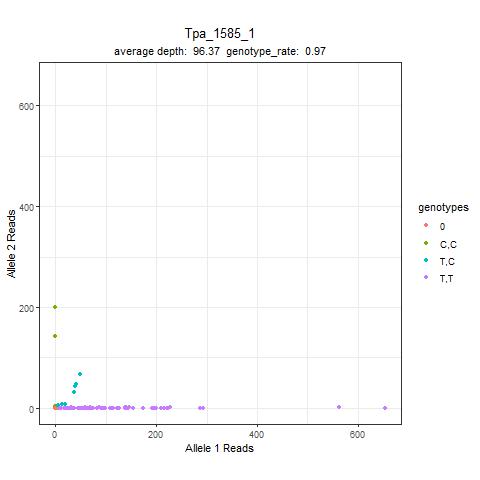 Tpa_1585_1
average depth:  96.37  genotype_rate:  0.97
600
400
200
0
Allele 2 Reads
0 200 400 600
Allele 1 Reads
genotypes
0
C,C
T,C
T,T